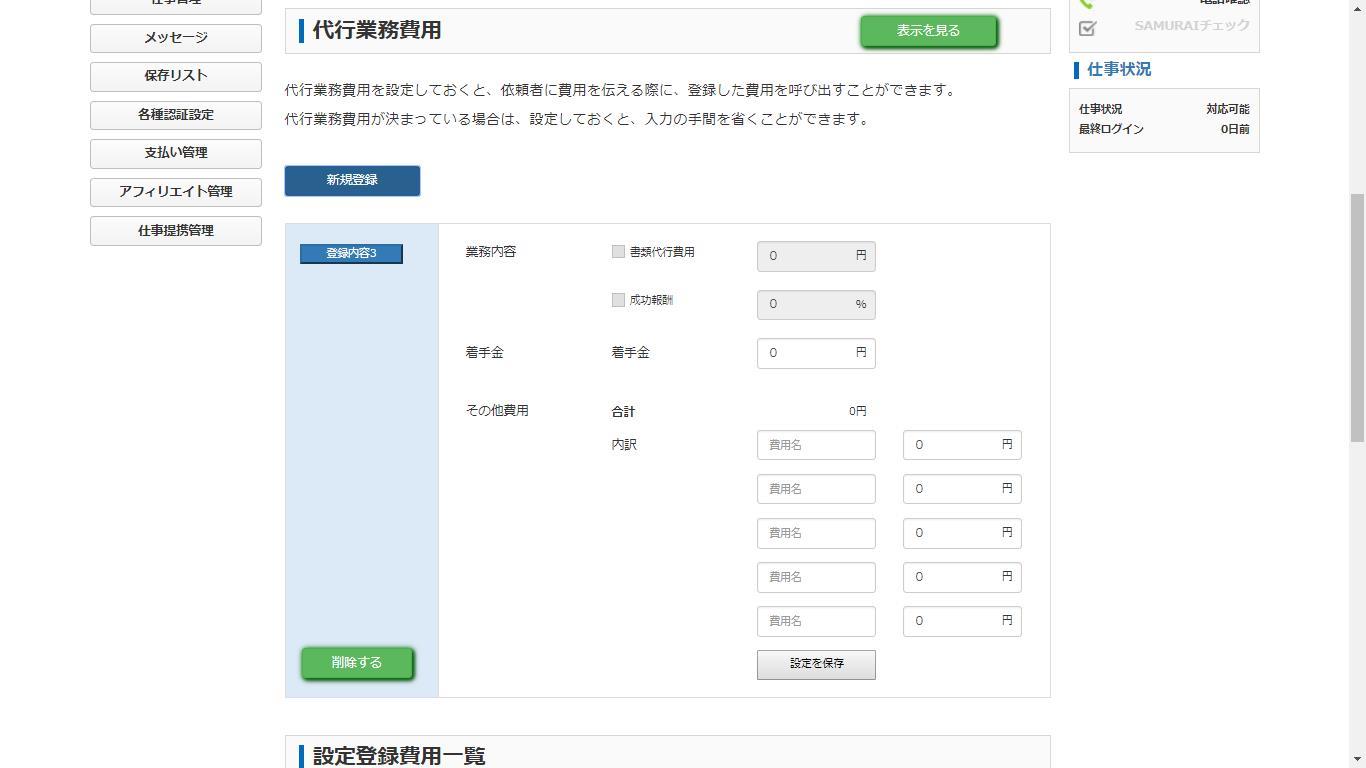 仕事管理
メッセージ
保存リスト
各種認証設定
支払い管理
アフィリエイト管理
仕事提携管理
代行業務費用
表示を見る
代行業務費用を設定しておくと、依頼者に費用を伝える際に、登録した費用を呼び出すことができます。
代行業務費用が決まっている場合は、設定しておくと、入力の手間を省くことができます。
新規登録
登録内容3
業務内容 書類代行費用 0 円
成功報酬 0 %
着手金 着手金 0 円
その他費用 合計 0円
内訳 費用名 0 円
費用名 0 円
費用名 0 円
費用名 0 円
費用名 0 円
削除する
設定を保存
設定登録費用一覧
電話確認
SAMURAIチェック
仕事状況
仕事状況 対応可能
最終ログイン 0日前